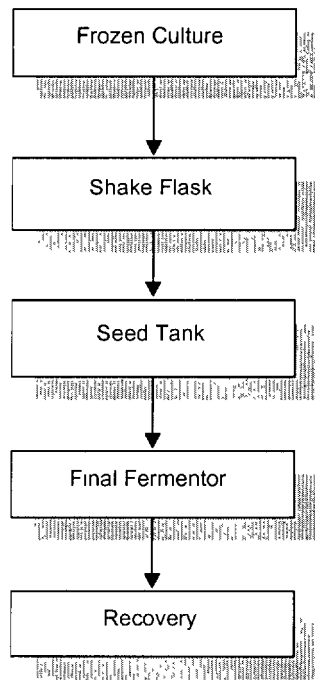 Frozen Culture
Shake Flask
Seed Tank
Final Fermentor
Recovery